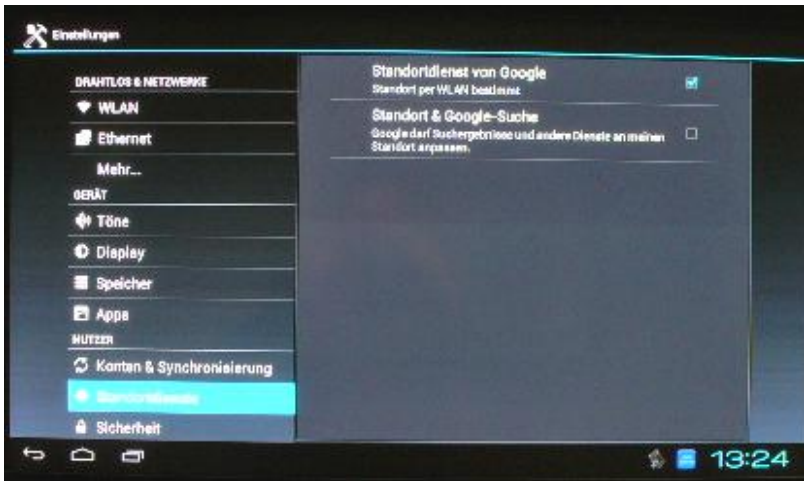 Einstellungen
DRAHTLOS & NETZWERKE
WLAN
Ethernet
Mehr...
GERÄT
Töne
Display
Speicher
Apps
NUTZER
Konten & Synchronisierung
Standortdienste
Sicherheit
Standortdienst von Google
Standort per WLAN bestimmt
Standort & Google-Suche
Google darf Suchergebnisse und andere Dienste an meinen
Standort anpassen.
13:24